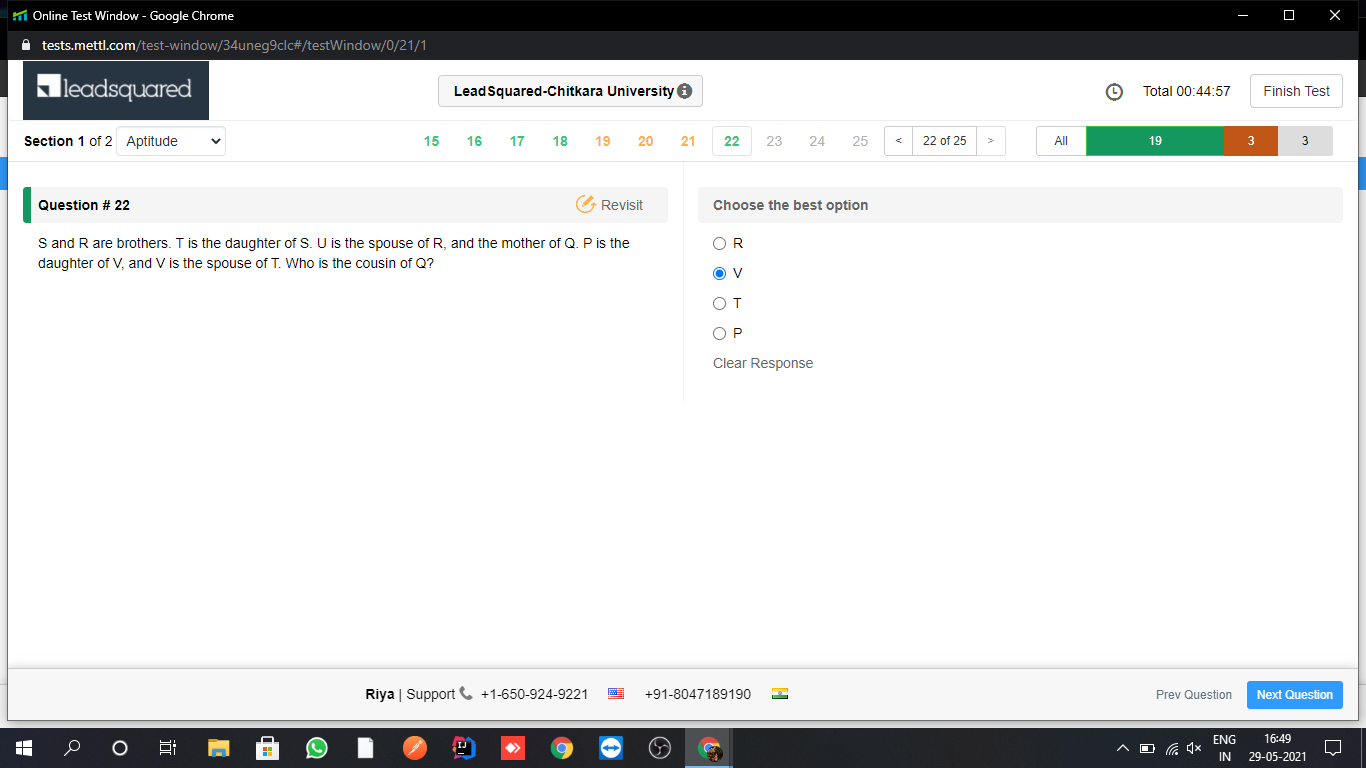 Online Test Window - Google Chrome
tests.mettl.com/test-window/34uneg9clc#/testWindow/0/21/1
leadsquared
LeadSquared-Chitkara University
Total 00:44:57
Finish Test
Section 1 of 2 Aptitude
15 16 17 18 19 20 21 22 23 24 25 < 22 of 25 > All 19 3 3
Question # 22
Revisit
S and R are brothers. T is the daughter of S. U is the spouse of R, and the mother of Q. P is the
daughter of V, and V is the spouse of T. Who is the cousin of Q?
Choose the best option
R
V
T
P
Clear Response
Riya | Support +1-650-924-9221 +91-8047189190
Prev Question
Next Question
ENG
IN
16:49
29-05-2021